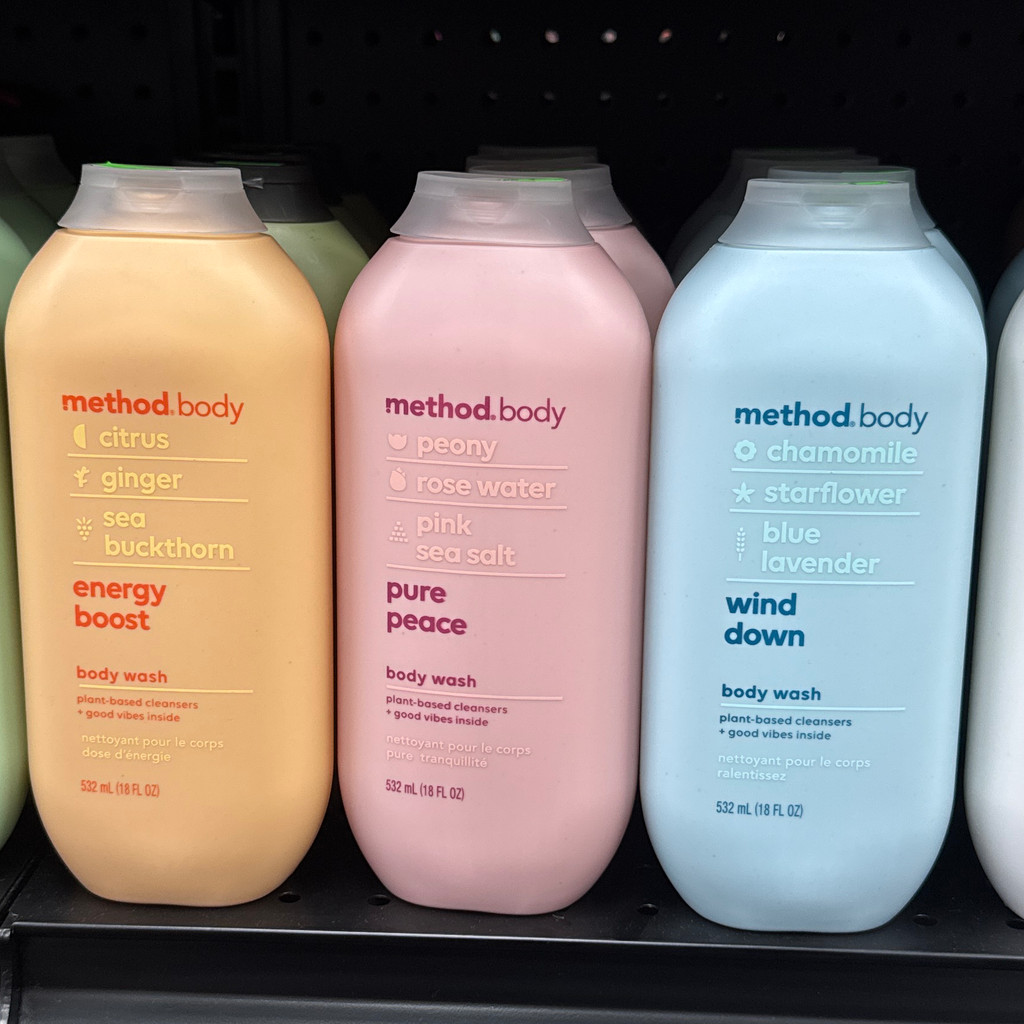 method. body
citrus
ginger
sea
buckthorn
energy
boost
body wash
plant-based cleansers
+ good vibes inside
nettoyant pour le corps
dose d'énergie
532 mL (18 FL OZ)
method. body
peony
rose water
pink
sea salt
pure
peace
body wash
plant-based cleansers
+ good vibes inside
nettoyant pour le corps
pure tranquillité
532 mL (18 FL OZ)
method. body
chamomile
starflower
blue
lavender
wind
down
body wash
plant-based cleansers
+ good vibes inside
nettoyant pour le corps
ralentissez
532 mL (18 FL OZ)